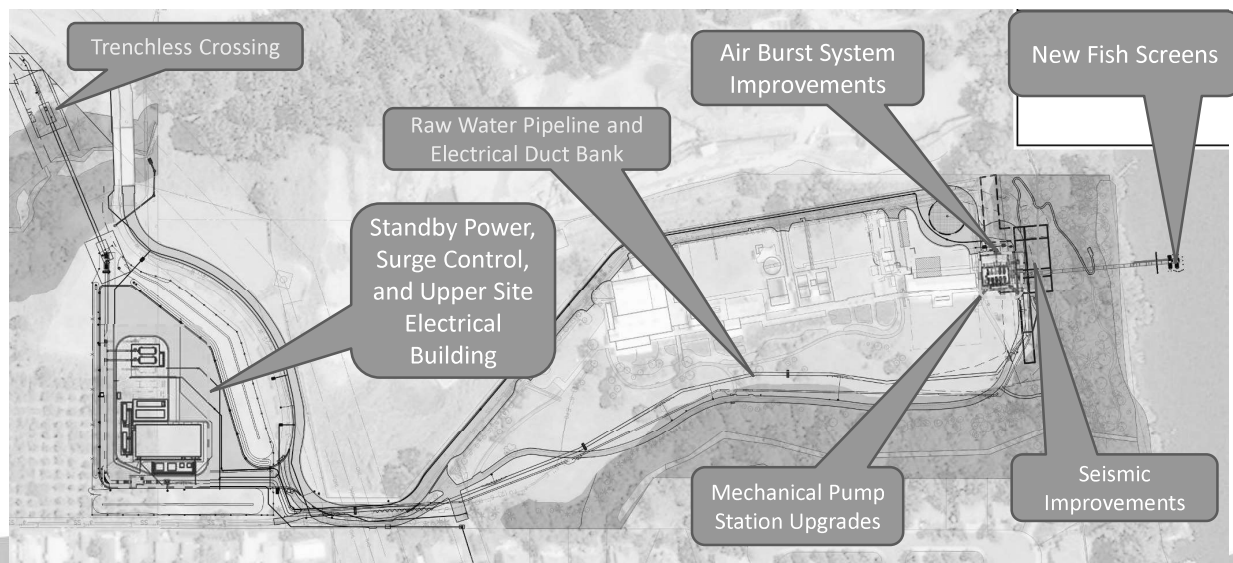 Trenchless Crossing
Air Burst System
Improvements
New Fish Screens
Raw Water Pipeline and
Electrical Duct Bank
Standby Power,
Surge Control,
and Upper Site
Electrical
Building
Mechanical Pump
Station Upgrades
Seismic
Improvements